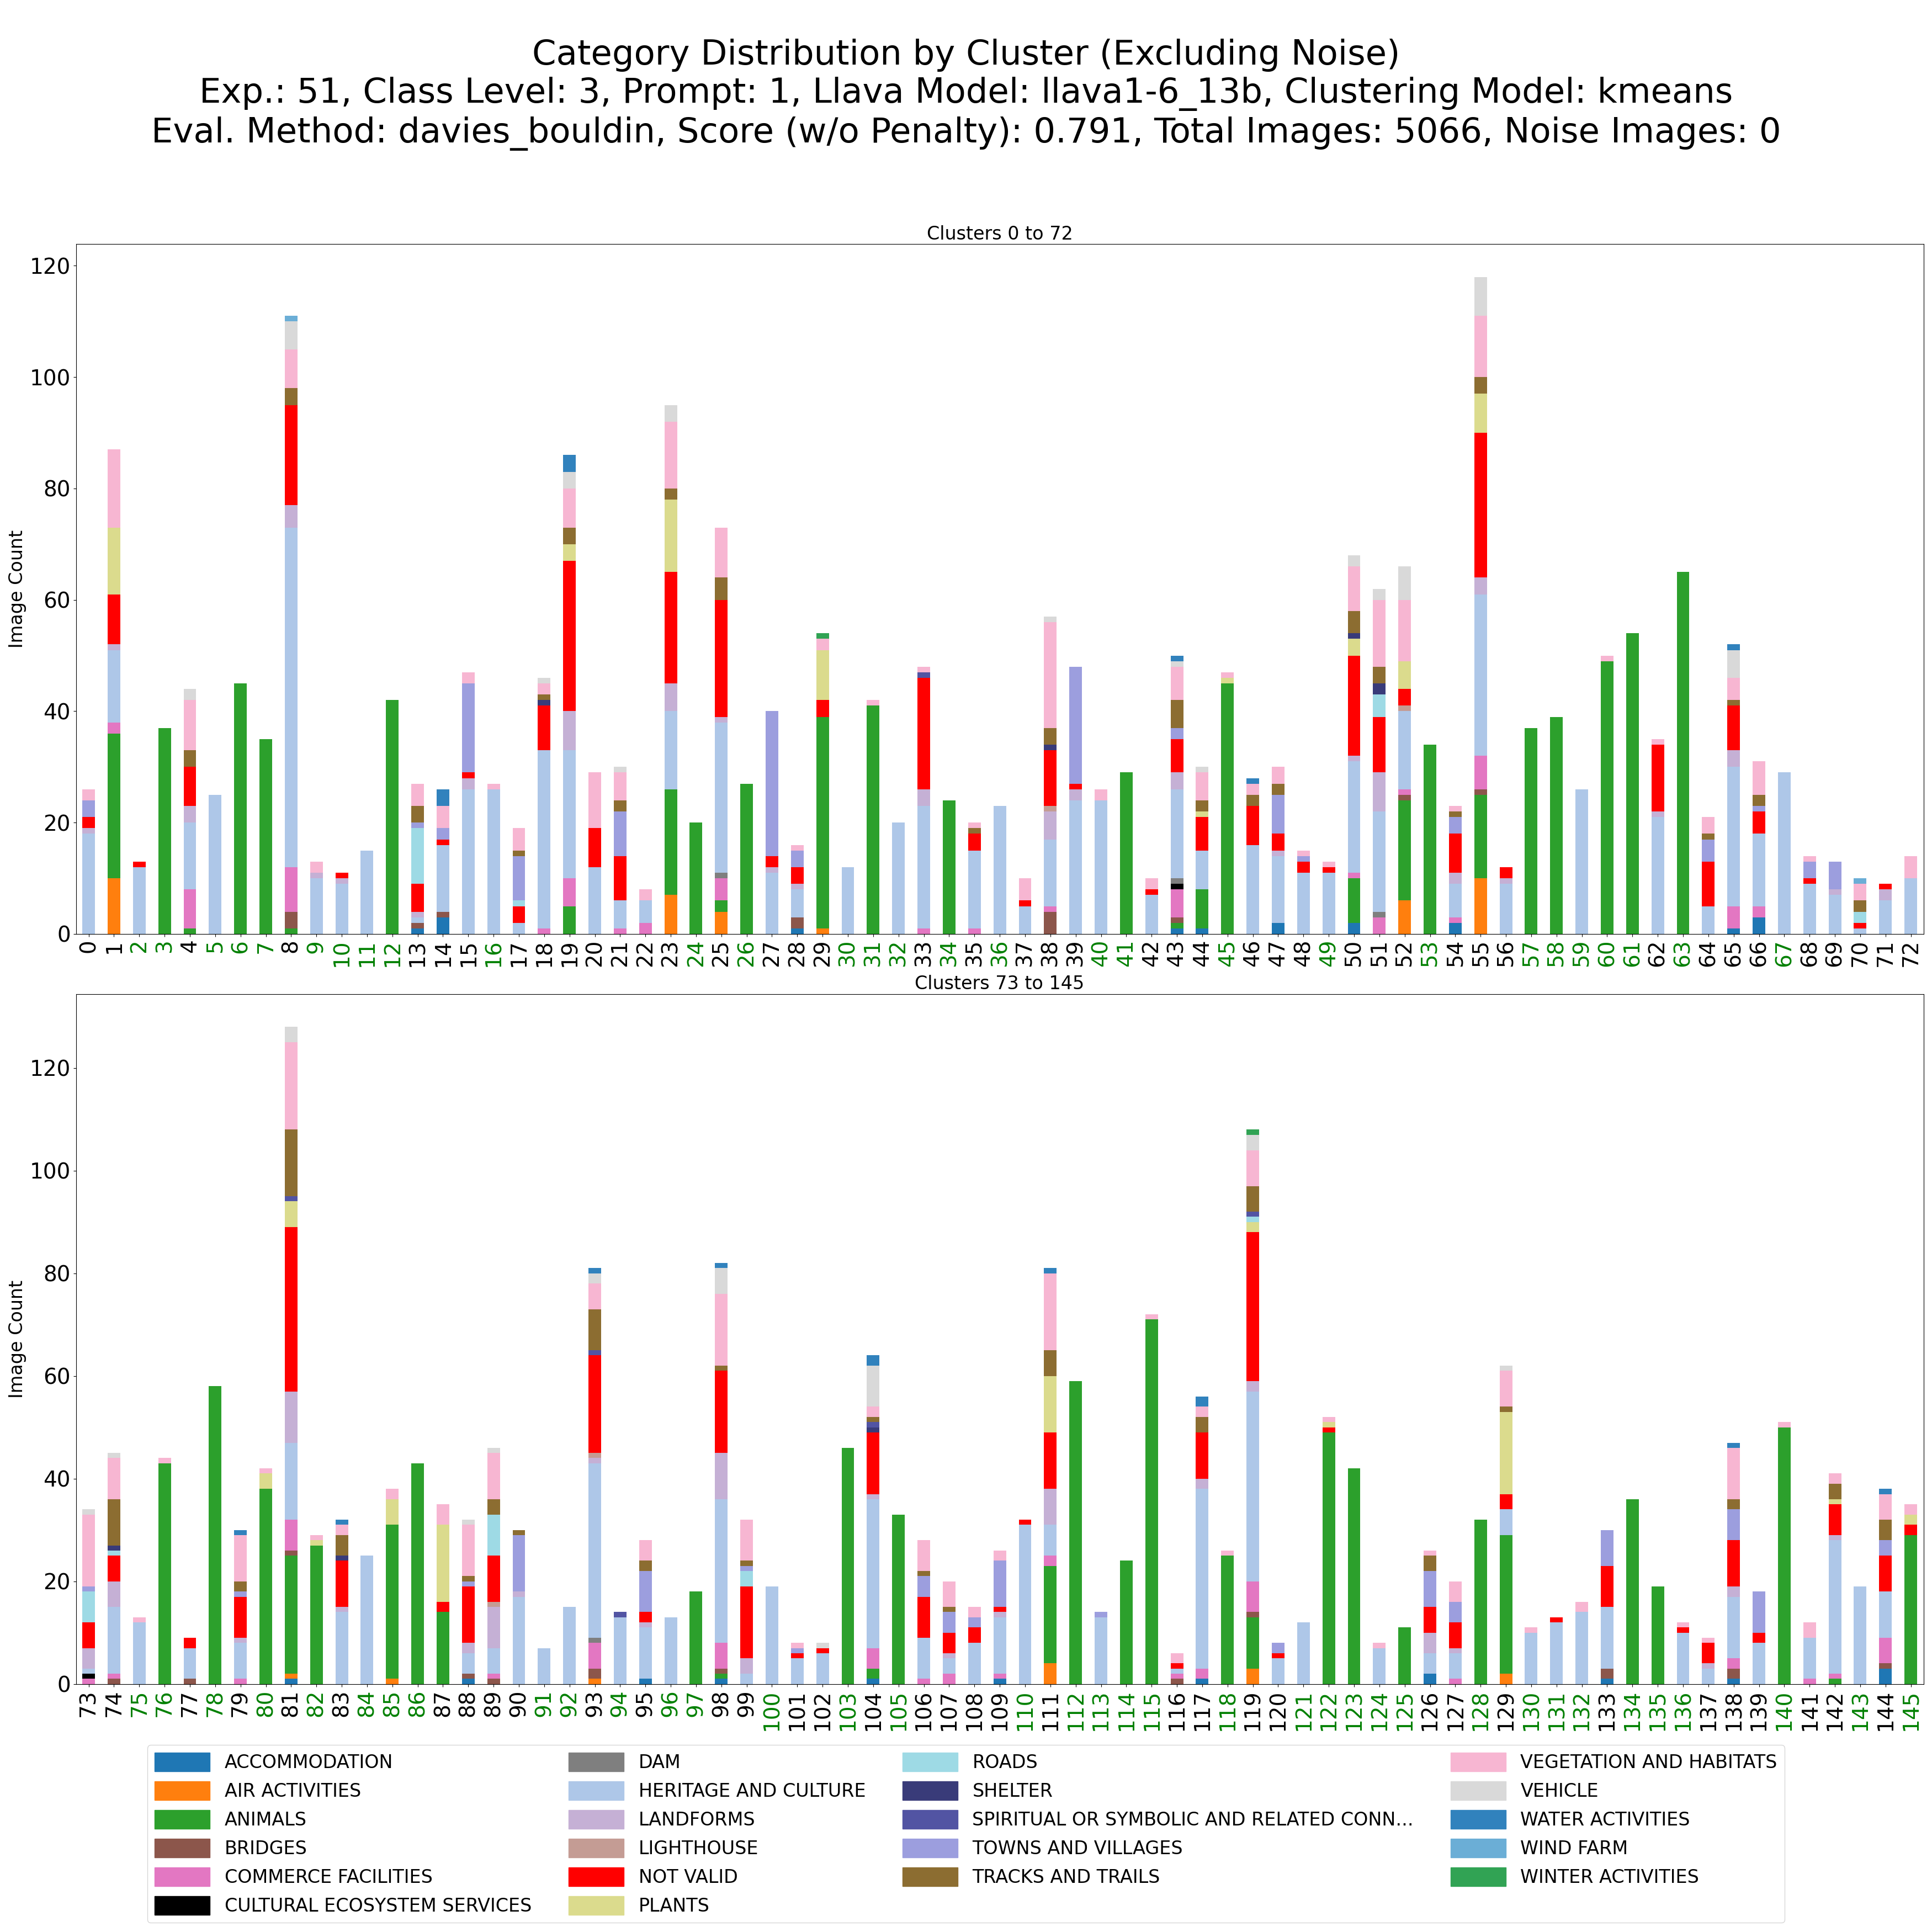 Category Distribution by Cluster (Excluding Noise)
Exp.: 51, Class Level: 3, Prompt: 1, Llava Model: llava1-6_13b, Clustering Model: kmeans
Eval. Method: davies_bouldin, Score (w/o Penalty): 0.791, Total Images: 5066, Noise Images: 0
Clusters 0 to 72
Image Count
120
100
80
60
40
20
0
0 1 2 3 4 5 6 7 8 9 10 11 12 13 14 15 16 17 18 19 20 21 22 23 24 25 26 27 28 29 30 31 32 33 34 35 36 37 38 39 40 41 42 43 44 45 46 47 48 49 50 51 52 53 54 55 56 57 58 59 60 61 62 63 64 65 66 67 68 69 70 71 72
Clusters 73 to 145
Image Count
120
100
80
60
40
20
0
73 74 75 76 77 78 79 80 81 82 83 84 85 86 87 88 89 90 91 92 93 94 95 96 97 98 99 100 101 102 103 104 105 106 107 108 109 110 111 112 113 114 115 116 117 118 119 120 121 122 123 124 125 126 127 128 129 130 131 132 133 134 135 136 137 138 139 140 141 142 143 144 145
ACCOMMODATION
AIR ACTIVITIES
ANIMALS
BRIDGES
COMMERCE FACILITIES
CULTURAL ECOSYSTEM SERVICES
DAM
HERITAGE AND CULTURE
LANDFORMS
LIGHTHOUSE
NOT VALID
PLANTS
ROADS
SHELTER
SPIRITUAL OR SYMBOLIC AND RELATED CONN...
TOWNS AND VILLAGES
TRACKS AND TRAILS
VEGETATION AND HABITATS
VEHICLE
WATER ACTIVITIES
WIND FARM
WINTER ACTIVITIES